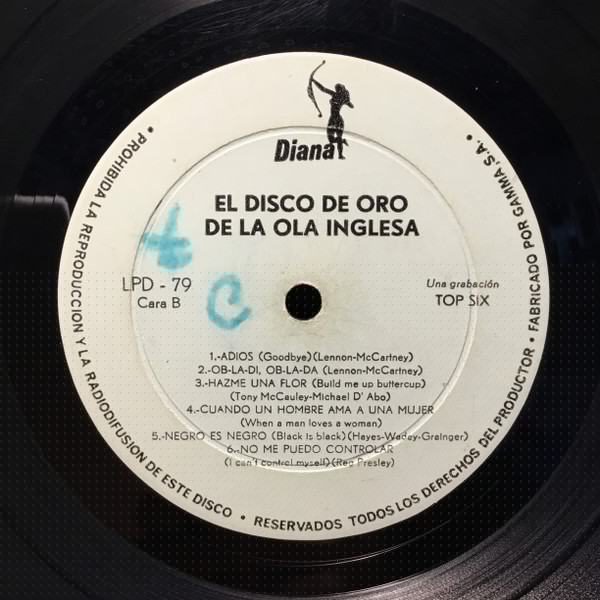 Diana
EL DISCO DE ORO
DE LA OLA INGLESA
LPD - 79
Cara B
Una grabación
TOP SIX
1.-ADIOS (Goodbye)(Lennon-McCartney)
2.-OB-LA-DI, OB-LA-DA (Lennon-McCartney)
3.-HAZME UNA FLOR (Build me up buttercup)
(Tony McCauley-Michael D' Abo)
4.-CUANDO UN HOMBRE AMA A UNA MUJER
(When a man loves a woman)
5.-NEGRO ES NEGRO (Black is black)(Hayes-Wadey-Grainger)
6.-NO ME PUEDO CONTROLAR
(I can't control myself)(Reg Presley)
• PROHIBIDA LA REPRODUCCION Y LA RADIODIFUSION DE ESTE DISCO • RESERVADOS TODOS LOS DERECHOS DEL PRODUCTOR • FABRICADO POR GAMMA, S.A. •